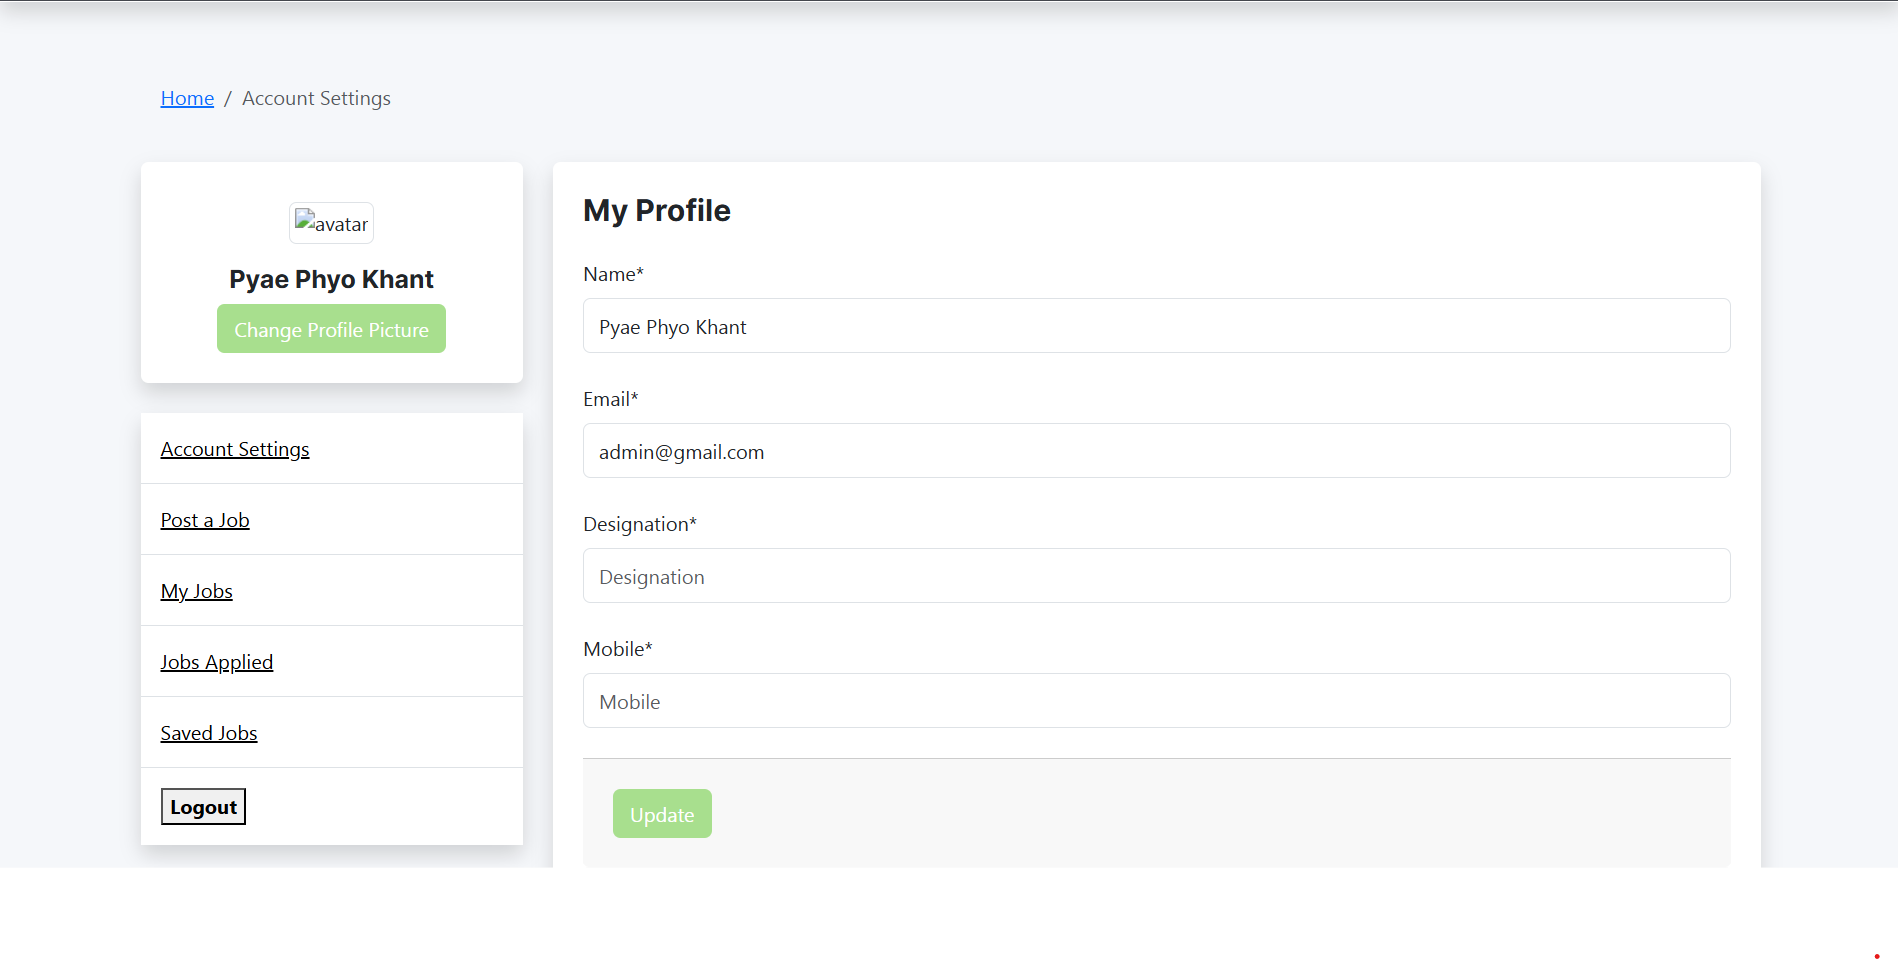 Home / Account Settings
avatar
Pyae Phyo Khant
Change Profile Picture
Account Settings
Post a Job
My Jobs
Jobs Applied
Saved Jobs
Logout
My Profile
Name*
Pyae Phyo Khant
Email*
admin@gmail.com
Designation*
Designation
Mobile*
Mobile
Update